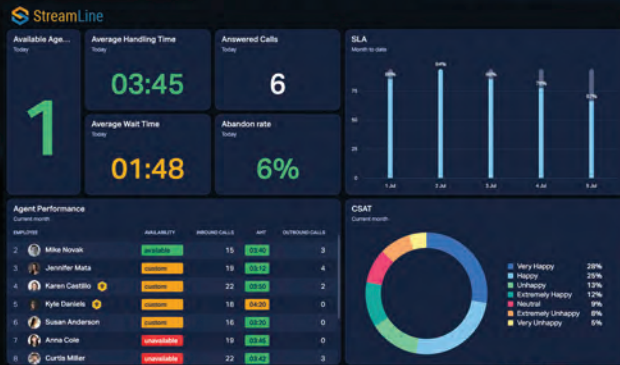 StreamLine
Available Age...
Today
1
Average Handling Time
Today
03:45
Answered Calls
Today
6
Average Wait Time
Today
01:48
Abandon rate
Today
6%
SLA
Month to date
94%
75
50
25
0
1 Jul
2 Jul
3 Jul
4 Jul
5 Jul
Agent Performance
Current month
EMPLOYEE AVAILABILITY INBOUND CALLS AHT OUTBOUND CALLS
2 Mike Novak available 15 03:40 3
3 Jennifer Mata custom 19 03:12 4
4 Karen Castillo custom 22 03:50 2
5 Kyle Daniels custom 18 04:20 0
6 Susan Anderson custom 16 03:20 0
7 Anna Cole unavailable 19 03:45 0
8 Curtis Miller unavailable 22 03:42 3
CSAT
Current month
Very Happy 28%
Happy 25%
Unhappy 13%
Extremely Happy 12%
Neutral 9%
Extremely Unhappy 8%
Very Unhappy 5%